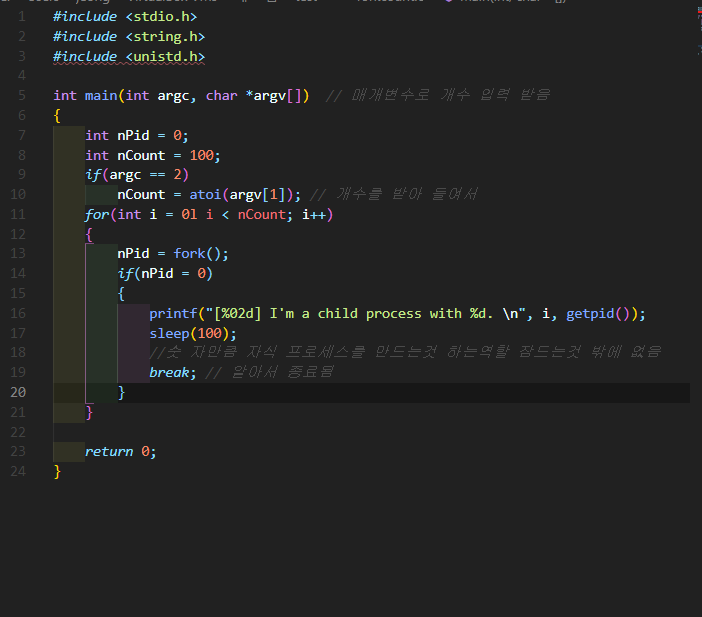 1 #include <stdio.h>
2 #include <string.h>
3 #include <unistd.h>
4
5 int main(int argc, char *argv[])  // 매개변수로 개수 입력 받음
6 {
7     int nPid = 0;
8     int nCount = 100;
9     if(argc == 2)
10         nCount = atoi(argv[1]); // 개수를 받아 들여서
11     for(int i = 0l i < nCount; i++)
12     {
13         nPid = fork();
14         if(nPid = 0)
15         {
16             printf("[%02d] I'm a child process with %d. \n", i, getpid());
17             sleep(100);
18             //숫 자만큼 자식 프로세스를 만드는것 하는역할 잠드는것 밖에 없음
19             break; // 알아서 종료됨
20         }
21     }
22
23     return 0;
24 }